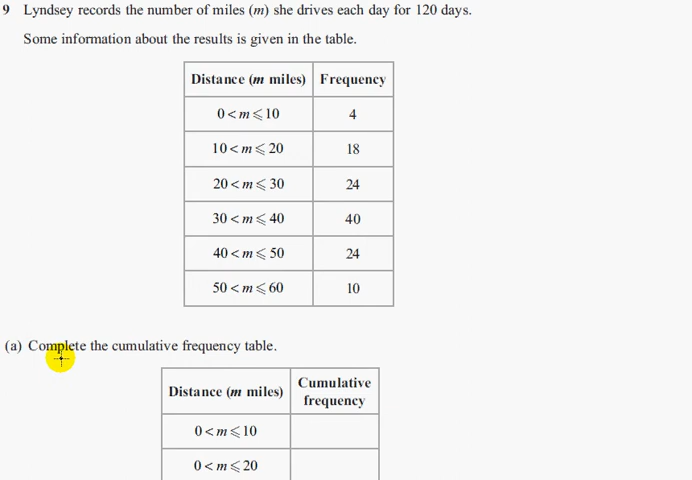 9 Lyndsey records the number of miles (m) she drives each day for 120 days.
Some information about the results is given in the table.
Distance (m miles) Frequency
0 < m ⩽ 10 4
10 < m ⩽ 20 18
20 < m ⩽ 30 24
30 < m ⩽ 40 40
40 < m ⩽ 50 24
50 < m ⩽ 60 10
(a) Complete the cumulative frequency table.
Distance (m miles) Cumulative frequency
0 < m ⩽ 10
0 < m ⩽ 20